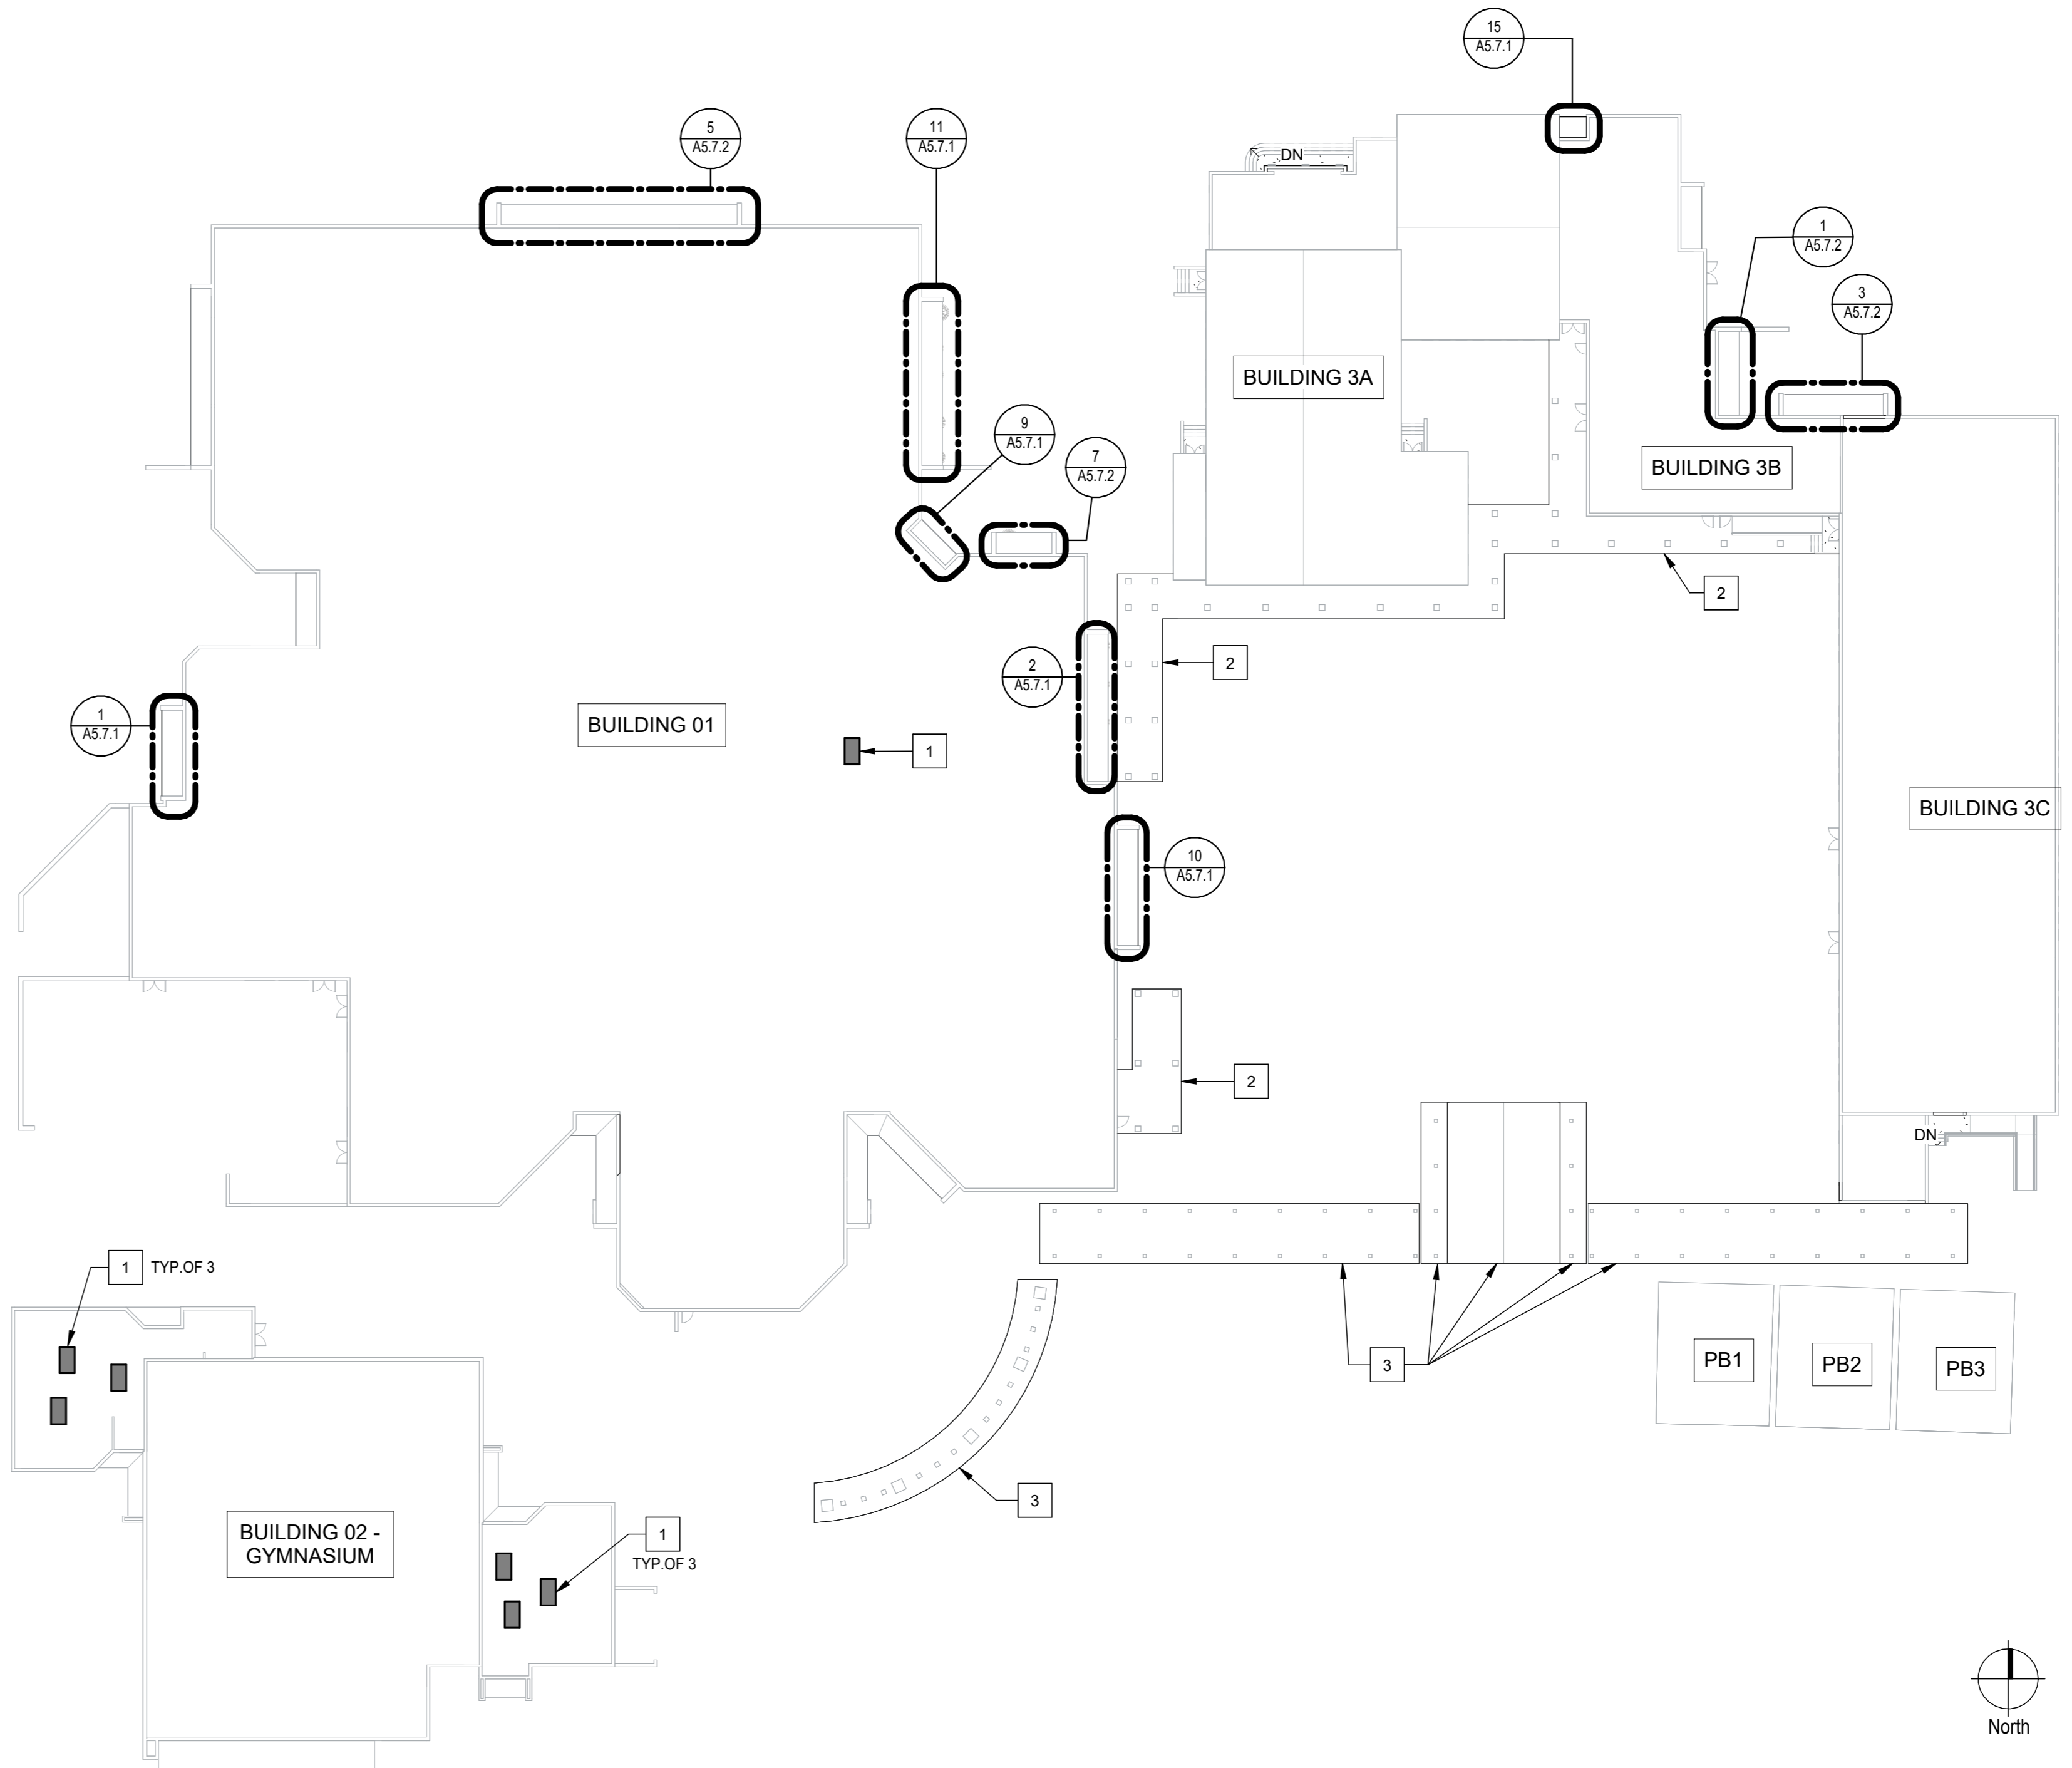 15
A5.7.1
5
A5.7.2
11
A5.7.1
DN
1
A5.7.2
3
A5.7.2
BUILDING 3A
9
A5.7.1
7
A5.7.2
BUILDING 3B
2
2
A5.7.1
2
1
A5.7.1
BUILDING 01
1
BUILDING 3C
10
A5.7.1
2
DN
1
TYP.OF 3
3
PB1
PB2
PB3
3
BUILDING 02 -
GYMNASIUM
1
TYP.OF 3
North